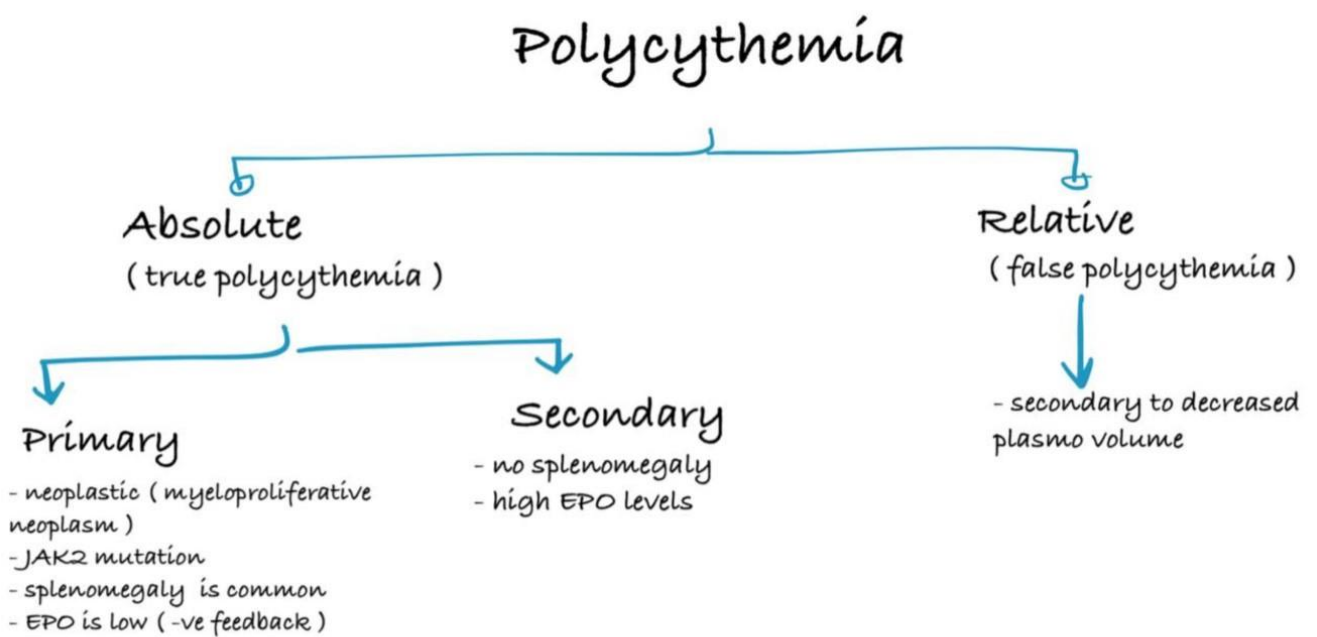 Polycythemia
Absolute
( true polycythemia )
Relative
( false polycythemia )
Primary
- neoplastic ( myeloproliferative
neoplasm )
- JAK2 mutation
- splenomegaly is common
- EPO is low ( -ve feedback )
Secondary
- no splenomegaly
- high EPO levels
- secondary to decreased
plasmo volume